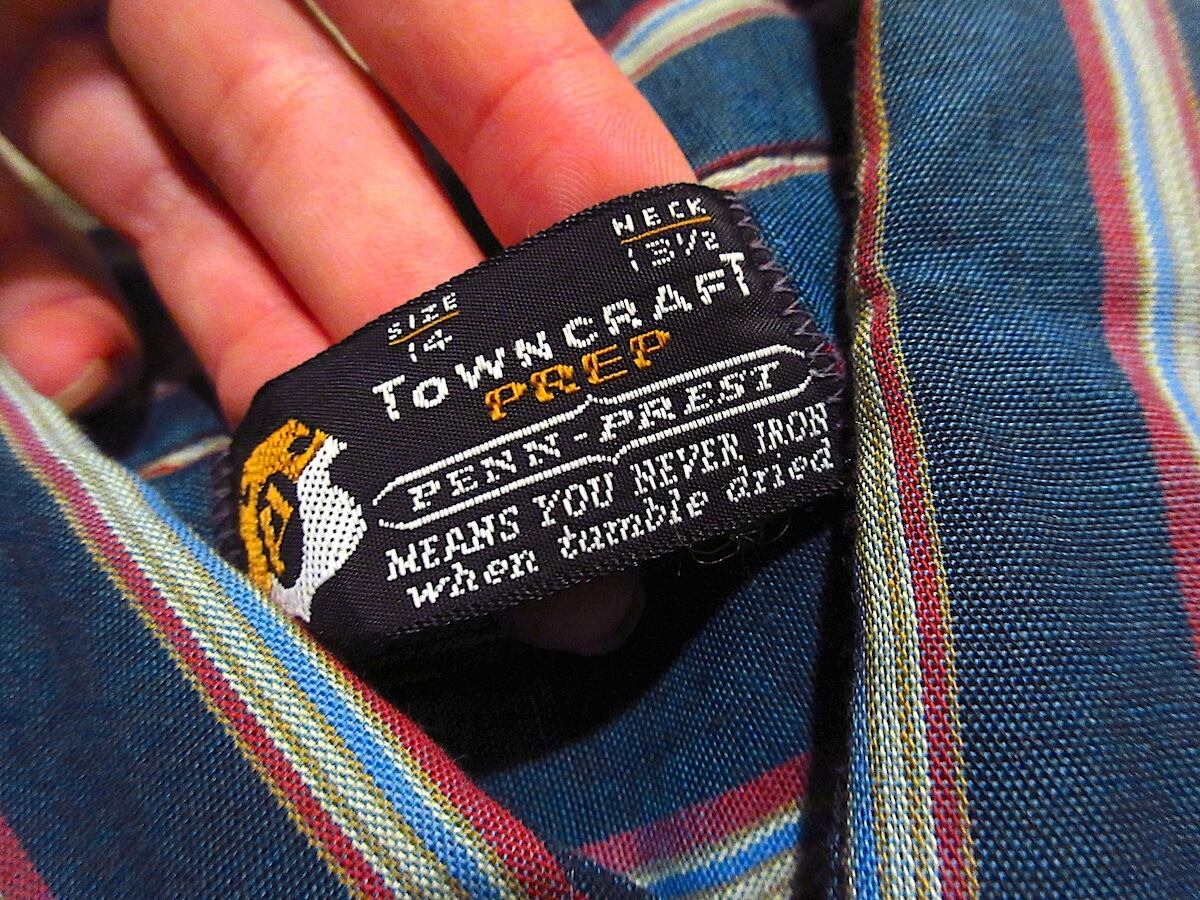 SIZE
14
NECK
13½
TOWNCRAFT
PREP
PENN-PREST
MEANS YOU NEVER IRON
when tumble dried